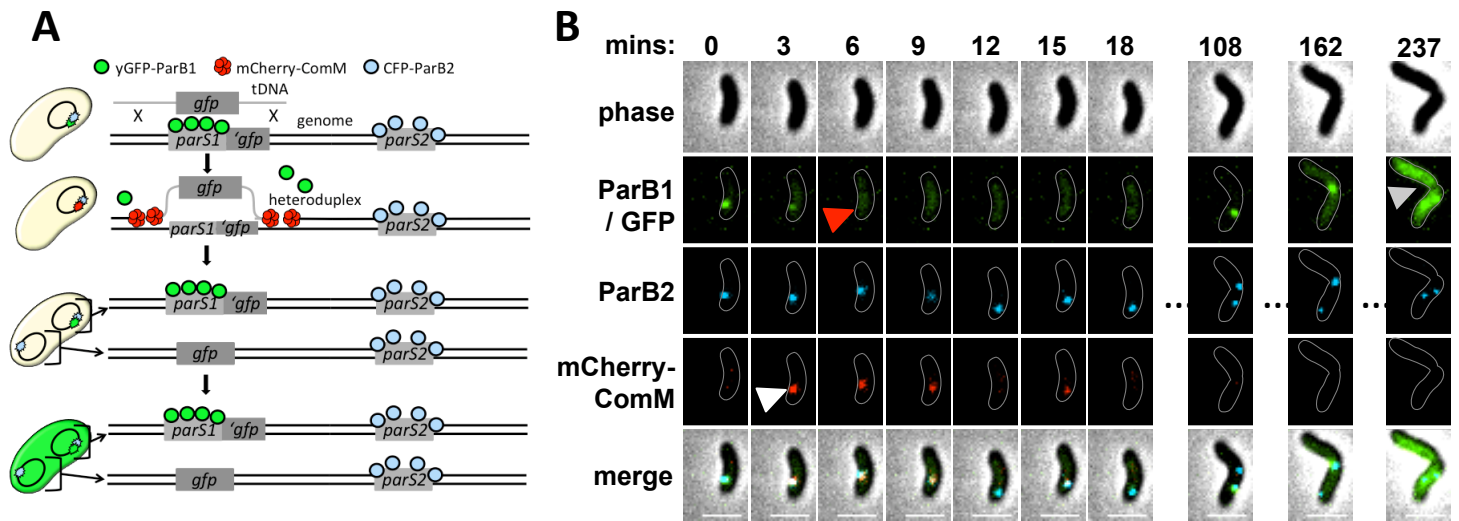 A
yGFP-ParB1 mCherry-ComM CFP-ParB2
tDNA
gfp
X X
genome
parS1 'gfp parS2
gfp
heteroduplex
parS1 'gfp parS2
parS1 'gfp parS2
gfp parS2
parS1 'gfp parS2
gfp parS2
B
mins: 0 3 6 9 12 15 18 108 162 237
phase
ParB1
/ GFP
ParB2
... ... ...
mCherry-
ComM
merge